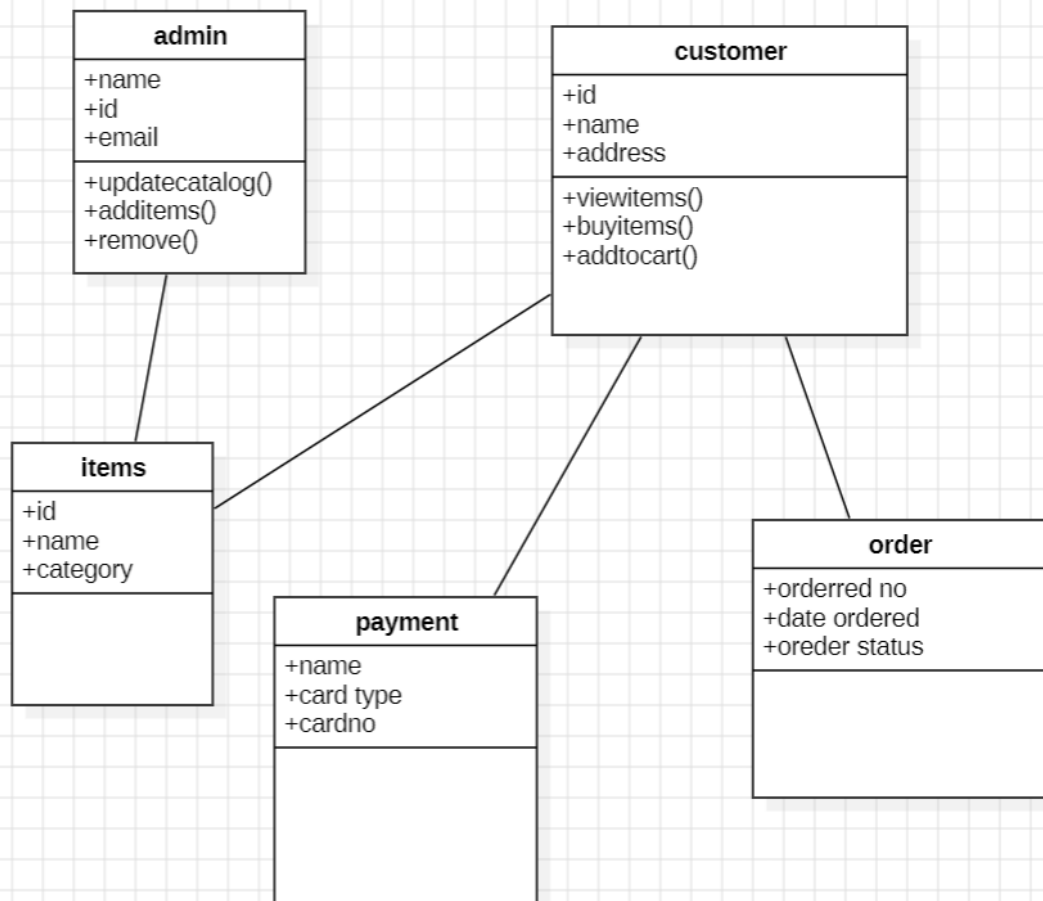 admin
+name
+id
+email
+updatecatalog()
+additems()
+remove()
customer
+id
+name
+address
+viewitems()
+buyitems()
+addtocart()
items
+id
+name
+category
payment
+name
+card type
+cardno
order
+orderred no
+date ordered
+oreder status